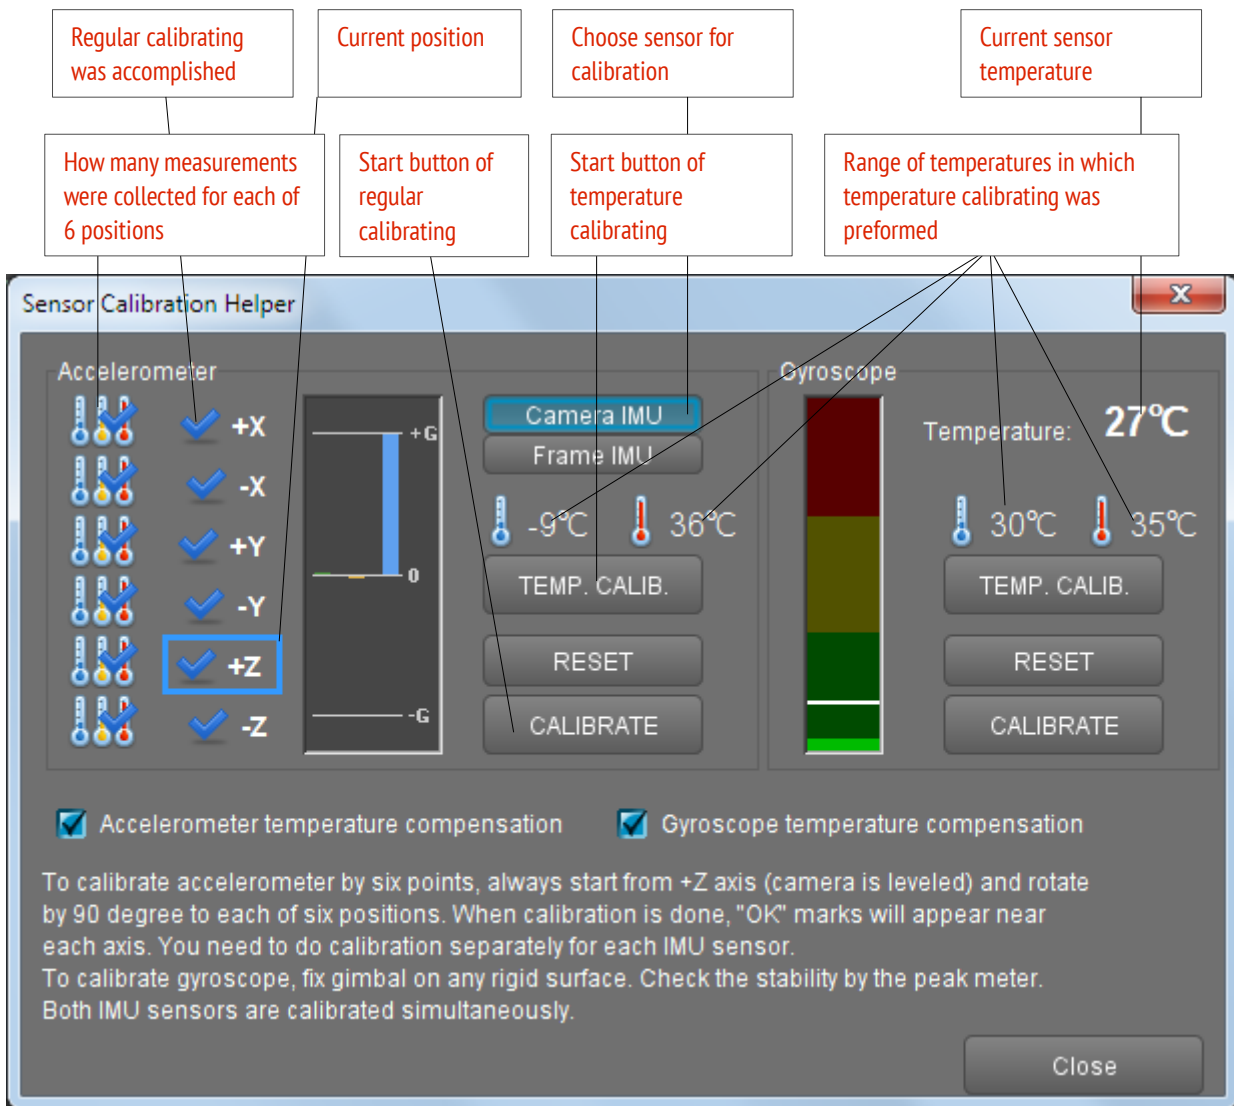 Regular calibrating
was accomplished
Current position
Choose sensor for
calibration
Current sensor
temperature
How many measurements
were collected for each of
6 positions
Start button of
regular
calibrating
Start button of
temperature
calibrating
Range of temperatures in which
temperature calibrating was
preformed
Sensor Calibration Helper
x
Accelerometer
+X
-X
+Y
-Y
+Z
-Z
+G
0
-G
Camera IMU
Frame IMU
-9°C 36°C
TEMP. CALIB.
RESET
CALIBRATE
Gyroscope
Temperature: 27°C
30°C 35°C
TEMP. CALIB.
RESET
CALIBRATE
Accelerometer temperature compensation
Gyroscope temperature compensation
To calibrate accelerometer by six points, always start from +Z axis (camera is leveled) and rotate
by 90 degree to each of six positions. When calibration is done, "OK" marks will appear near
each axis. You need to do calibration separately for each IMU sensor.
To calibrate gyroscope, fix gimbal on any rigid surface. Check the stability by the peak meter.
Both IMU sensors are calibrated simultaneously.
Close